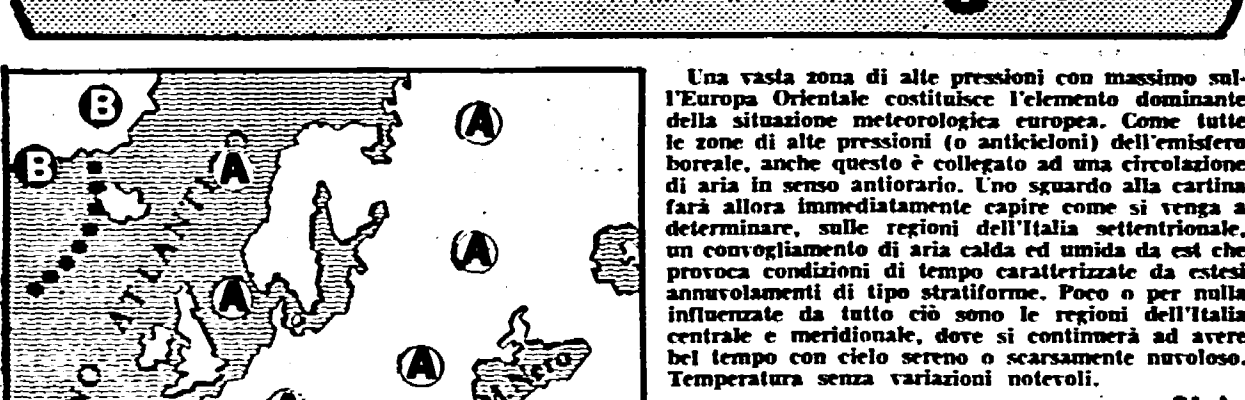 B
A
B
A
ATLANTI
A
A
A
Nero
Una vasta zona di alte pressioni con massimo sul-
l'Europa Orientale costituisce l'elemento dominante
della situazione meteorologica europea. Come tutte
le zone di alte pressioni (o anticicloni) dell'emisfero
boreale, anche questo è collegato ad una circolazione
di aria in senso antiorario. Uno sguardo alla cartina
farà allora immediatamente capire come si venga a
determinare, sulle regioni dell'Italia settentrionale,
un convogliamento di aria calda ed umida da est che
provoca condizioni di tempo caratterizzate da estesi
annuvolamenti di tipo stratiforme. Poco o per nulla
influenzate da tutto ciò sono le regioni dell'Italia
centrale e meridionale, dove si continuerà ad avere
bel tempo con cielo sereno o scarsamente nuvoloso.
Temperatura senza variazioni notevoli.